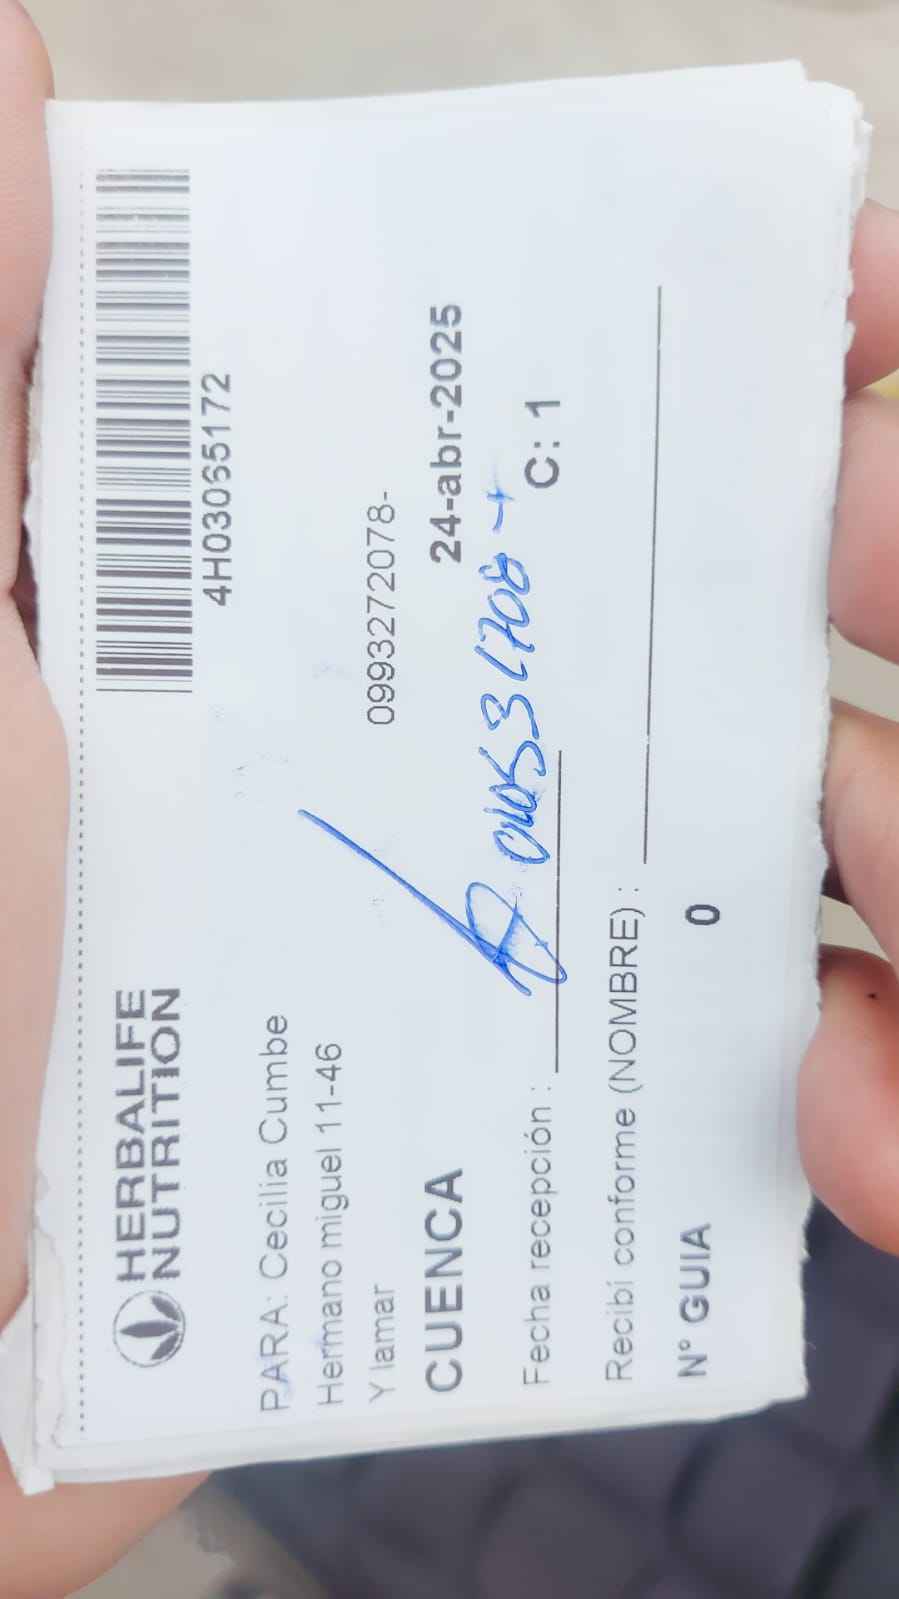 HERBALIFE
NUTRITION
4H03065172
PARA: Cecilia Cumbe
Hermano miguel 11-46
Y lamar
0993272078-
CUENCA
24-abr-2025
Fecha recepción :
C: 1
Recibí conforme (NOMBRE) :
N° GUIA 0